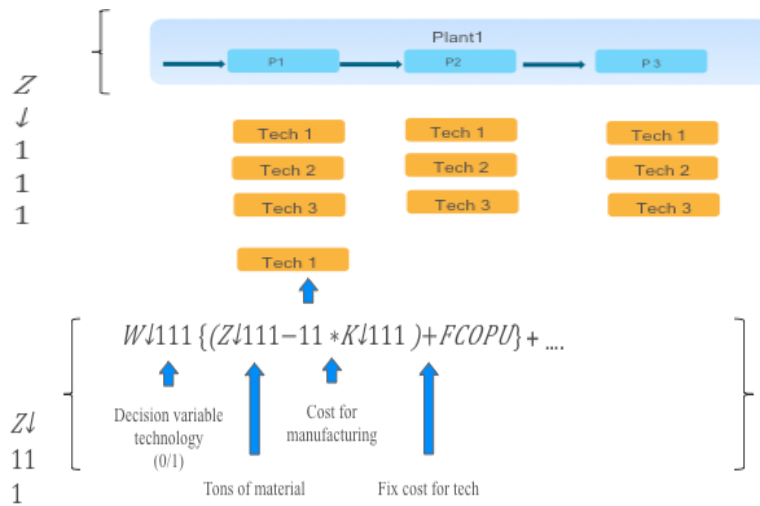 Plant1
P1 P2 P 3
Z
↓
1
1
1
Tech 1 Tech 1 Tech 1
Tech 2 Tech 2 Tech 2
Tech 3 Tech 3 Tech 3
Tech 1
W↓111 {(Z↓111−11 *K↓111 )+FCOPU} + ....
Decision variable
technology
(0/1)
Cost for
manufacturing
Tons of material
Fix cost for tech
Z↓
11
1